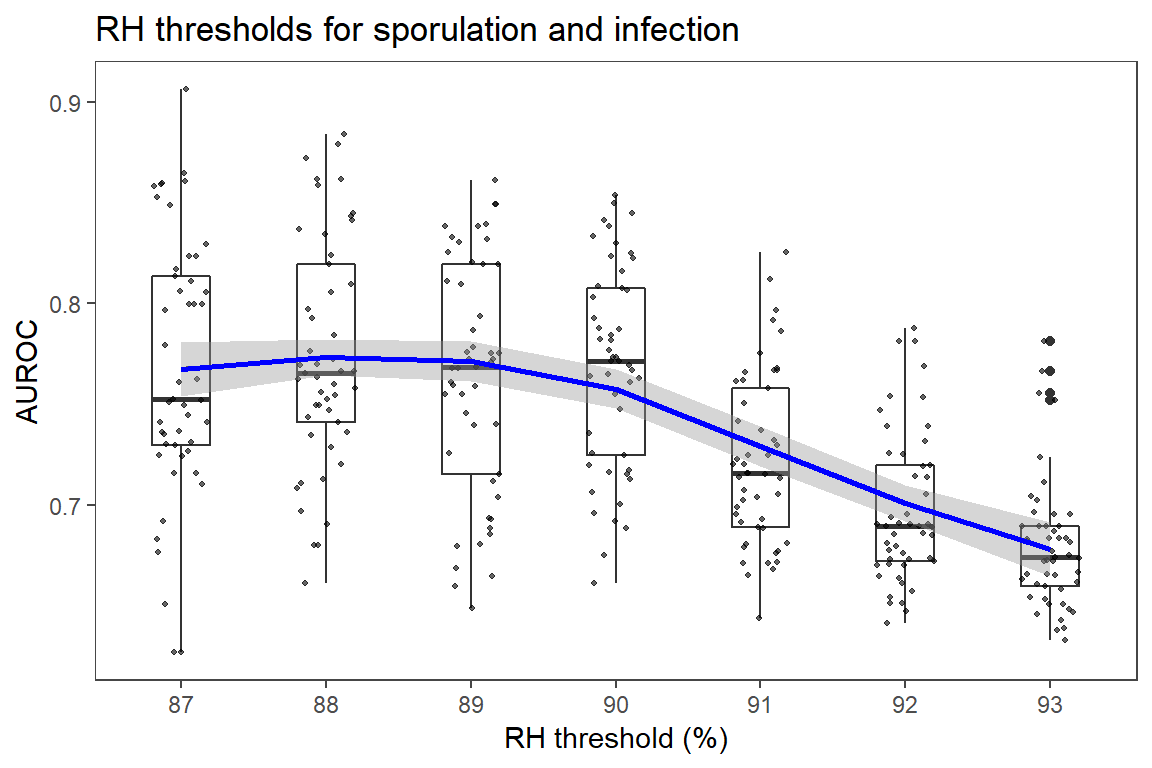 RH thresholds for sporulation and infection
AUROC
0.9
0.8
0.7
87 88 89 90 91 92 93
RH threshold (%)